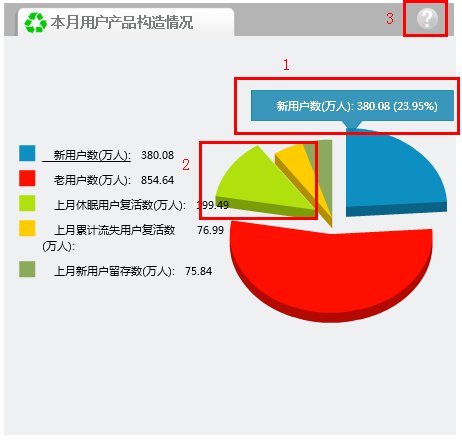 本月用户产品构造情况
3
?
1
新用户数(万人): 380.08 (23.95%)
2
新用户数(万人): 380.08
老用户数(万人): 854.64
上月休眠用户复活数(万人): 199.49
上月累计流失用户复活数 76.99
(万人):
上月新用户留存数(万人): 75.84